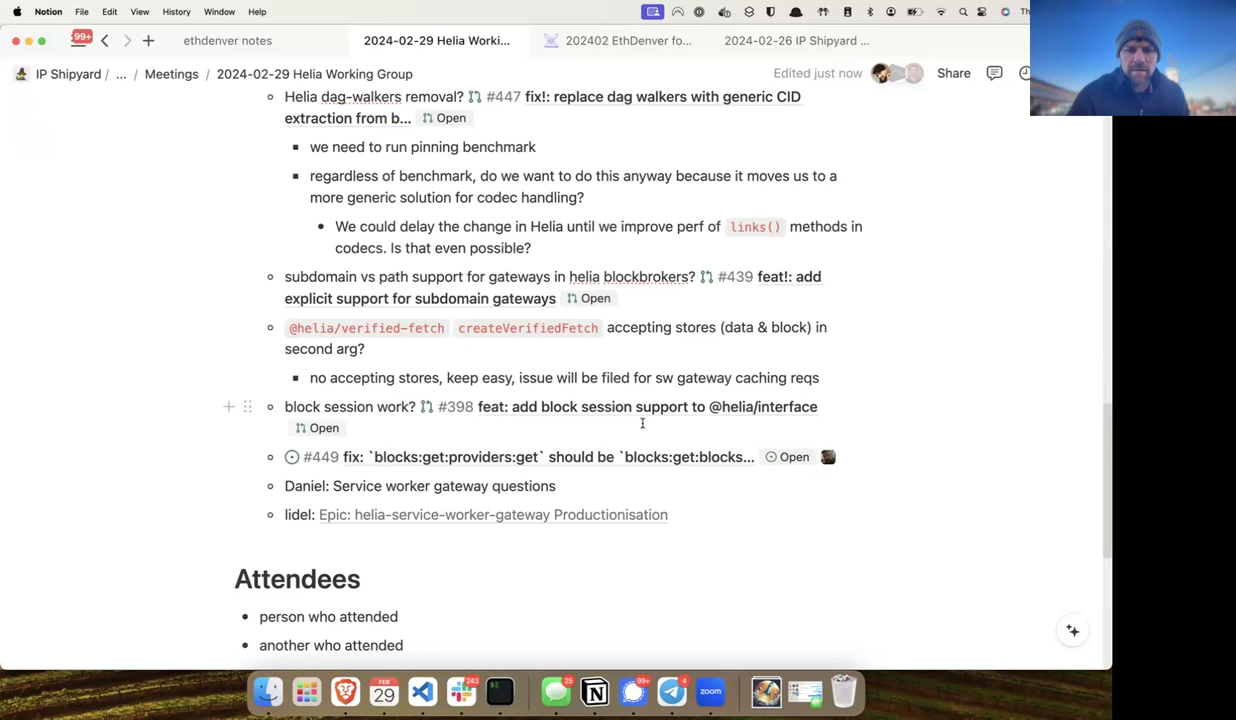 Notion File Edit View History Window Help Th
99+ ethdenver notes 2024-02-29 Helia Worki... 202402 EthDenver fo... 2024-02-26 IP Shipyard ...
IP Shipyard / ... / Meetings / 2024-02-29 Helia Working Group Edited just now Share
Helia dag-walkers removal? #447 fix!: replace dag walkers with generic CID
extraction from b... Open
we need to run pinning benchmark
regardless of benchmark, do we want to do this anyway because it moves us to a
more generic solution for codec handling?
We could delay the change in Helia until we improve perf of links() methods in
codecs. Is that even possible?
subdomain vs path support for gateways in helia blockbrokers? #439 feat!: add
explicit support for subdomain gateways Open
@helia/verified-fetch createVerifiedFetch accepting stores (data & block) in
second arg?
no accepting stores, keep easy, issue will be filed for sw gateway caching reqs
block session work? #398 feat: add block session support to @helia/interface
Open
#449 fix: `blocks:get:providers:get` should be `blocks:get:blocks... Open
Daniel: Service worker gateway questions
lidel: Epic: helia-service-worker-gateway Productionisation
Attendees
person who attended
another who attended
FEB
29 243 25 99+ 4 zoom